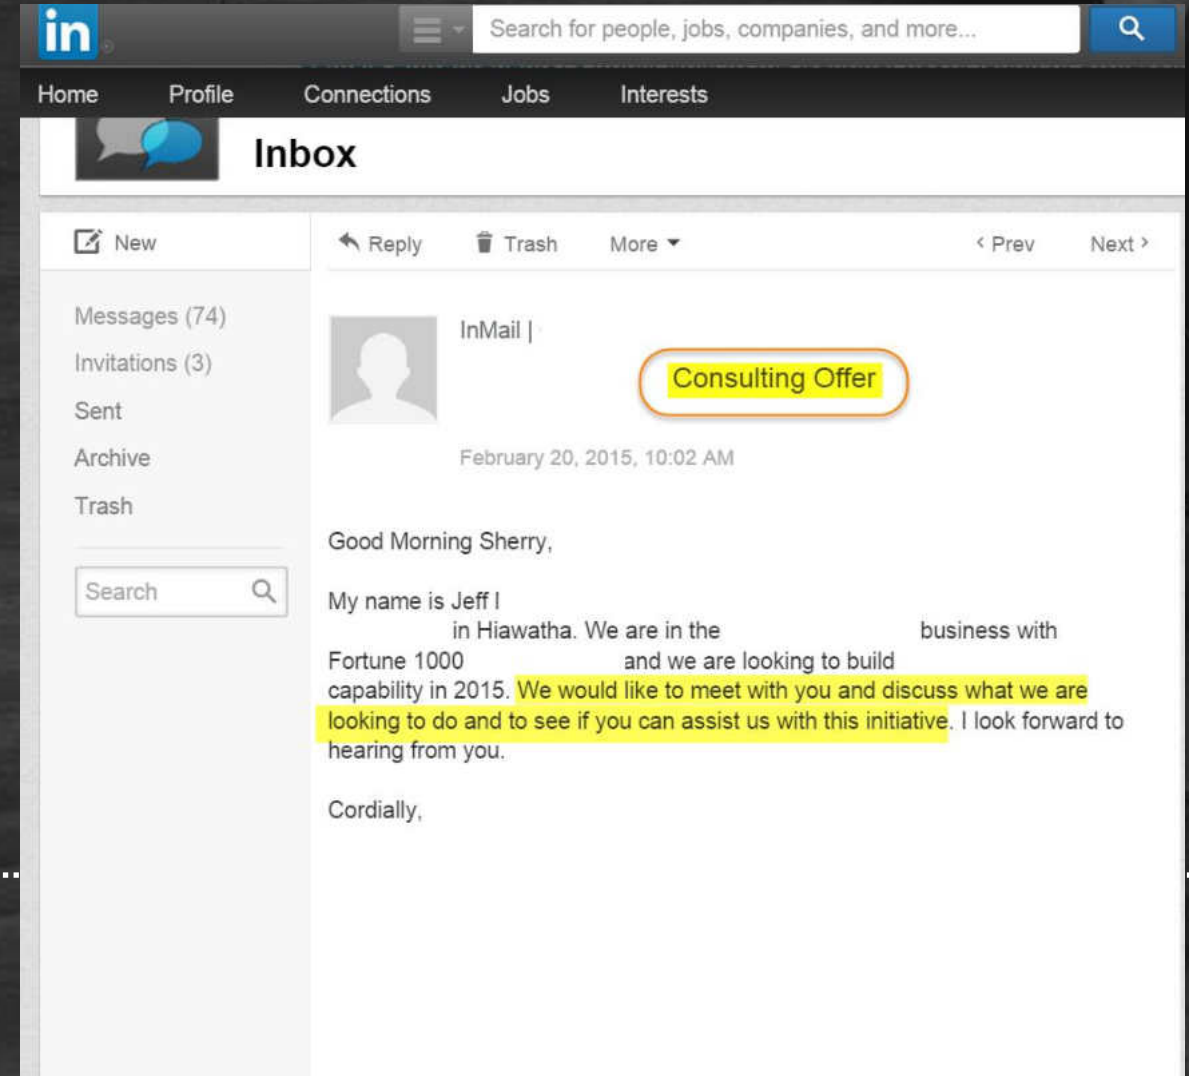 in
Search for people, jobs, companies, and more...
Home Profile Connections Jobs Interests
Inbox
New
Reply Trash More Prev Next
Messages (74)
Invitations (3)
Sent
Archive
Trash
Search
InMail |
Consulting Offer
February 20, 2015, 10:02 AM
Good Morning Sherry,
My name is Jeff
in Hiawatha. We are in the business with
Fortune 1000 and we are looking to build
capability in 2015. We would like to meet with you and discuss what we are
looking to do and to see if you can assist us with this initiative. I look forward to
hearing from you.
Cordially,